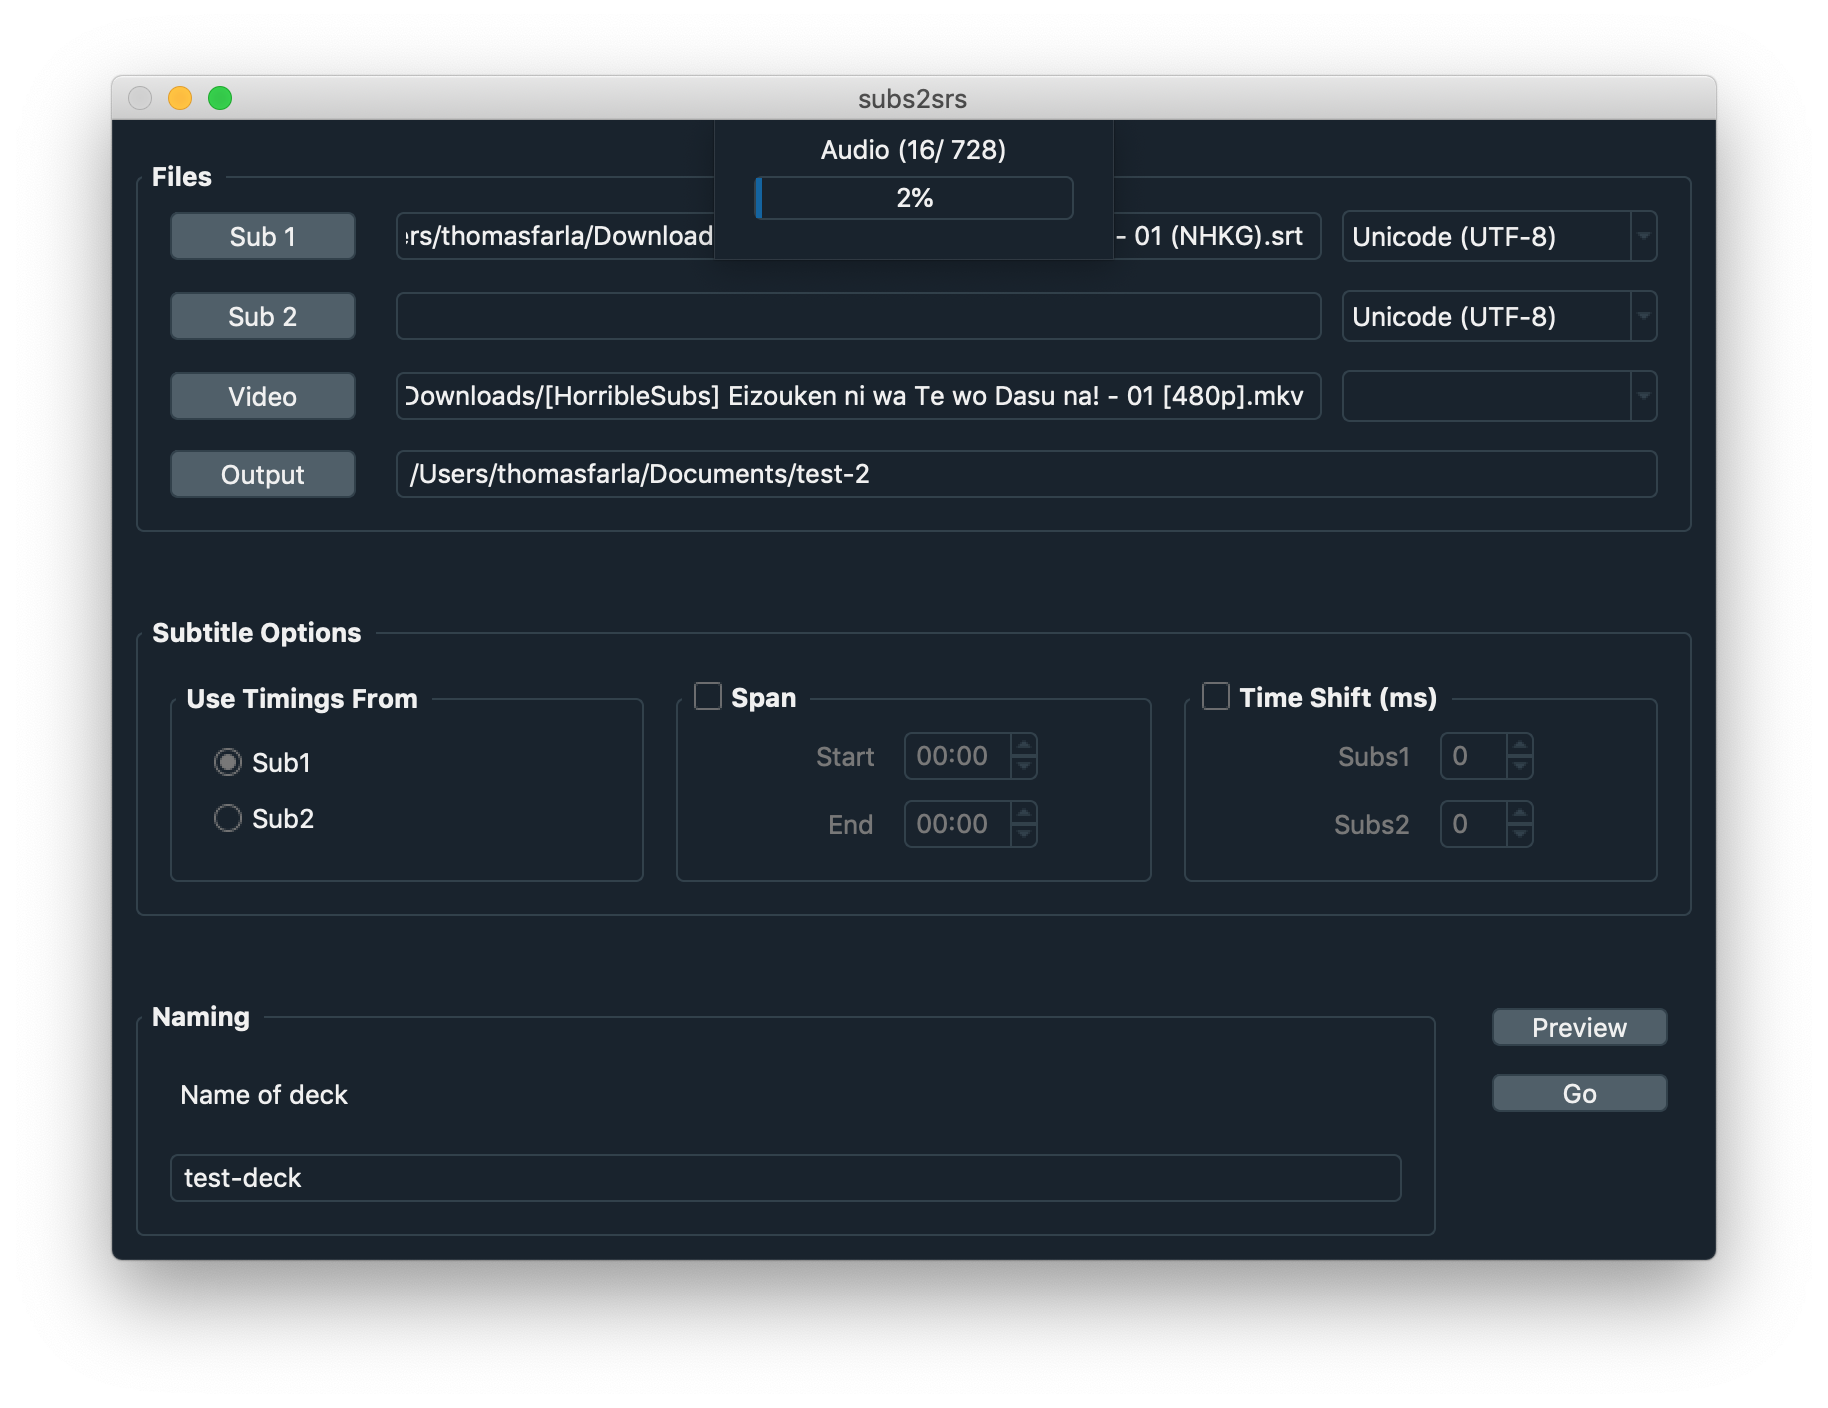 subs2srs
Audio (16/ 728)
2%
Files
Sub 1
/thomasfarla/Download
- 01 (NHKG).srt
Unicode (UTF-8)
Sub 2
Unicode (UTF-8)
Video
Downloads/[HorribleSubs] Eizouken ni wa Te wo Dasu na! - 01 [480p].mkv
Output
/Users/thomasfarla/Documents/test-2
Subtitle Options
Use Timings From
Sub1
Sub2
Span
Start
00:00
End
00:00
Time Shift (ms)
Subs1
0
Subs2
0
Naming
Name of deck
test-deck
Preview
Go